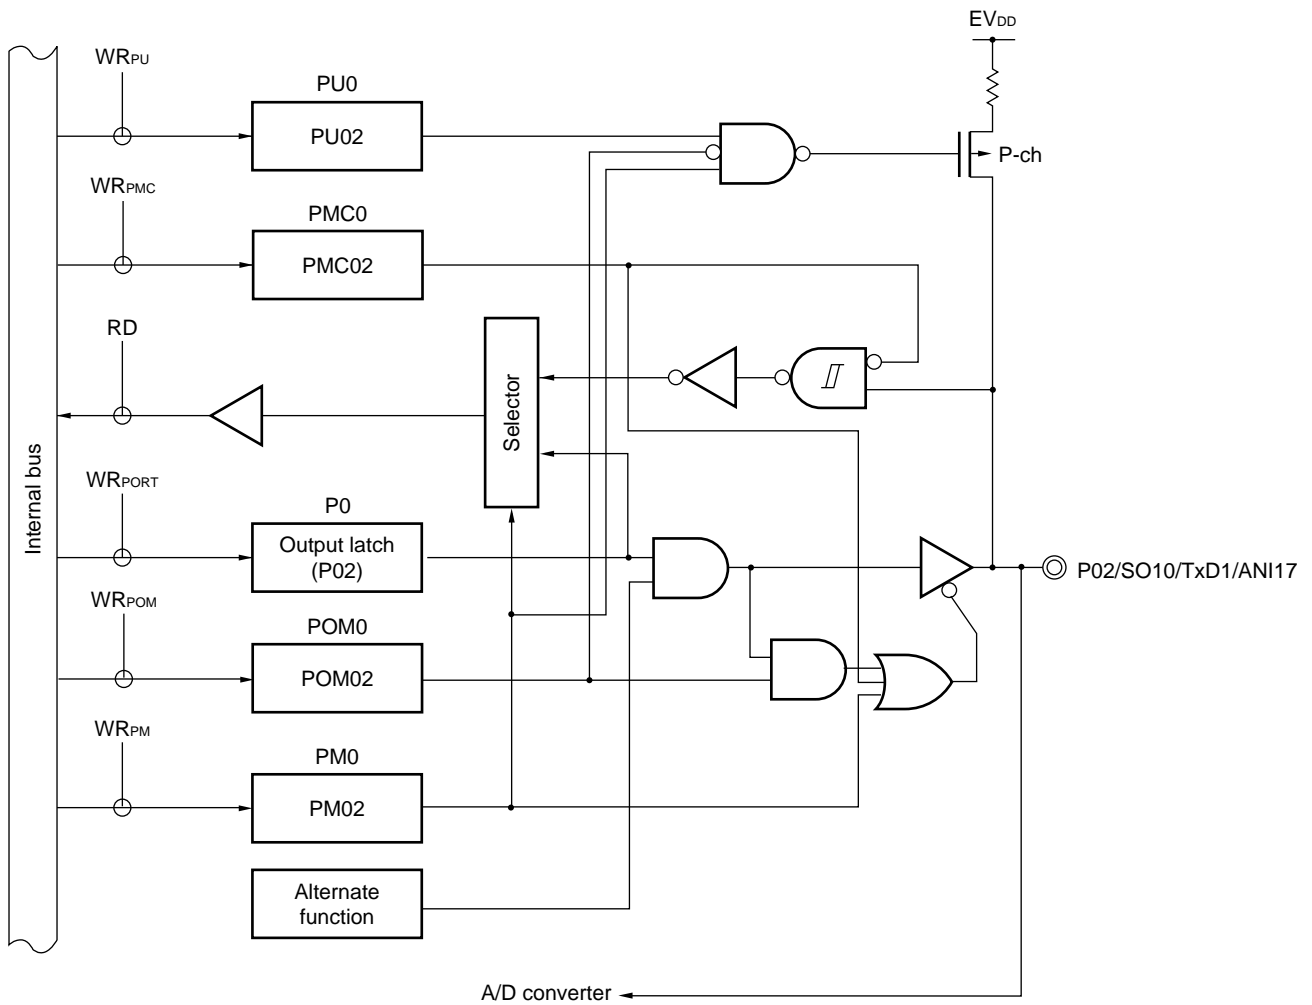 EVDD
WRPU
PU0
PU02
P-ch
WRPMC
PMC0
PMC02
RD
Selector
Internal bus
WRPORT
P0
Output latch
(P02)
P02/SO10/TxD1/ANI17
WRPOM
POM0
POM02
WRPM
PM0
PM02
Alternate
function
A/D converter